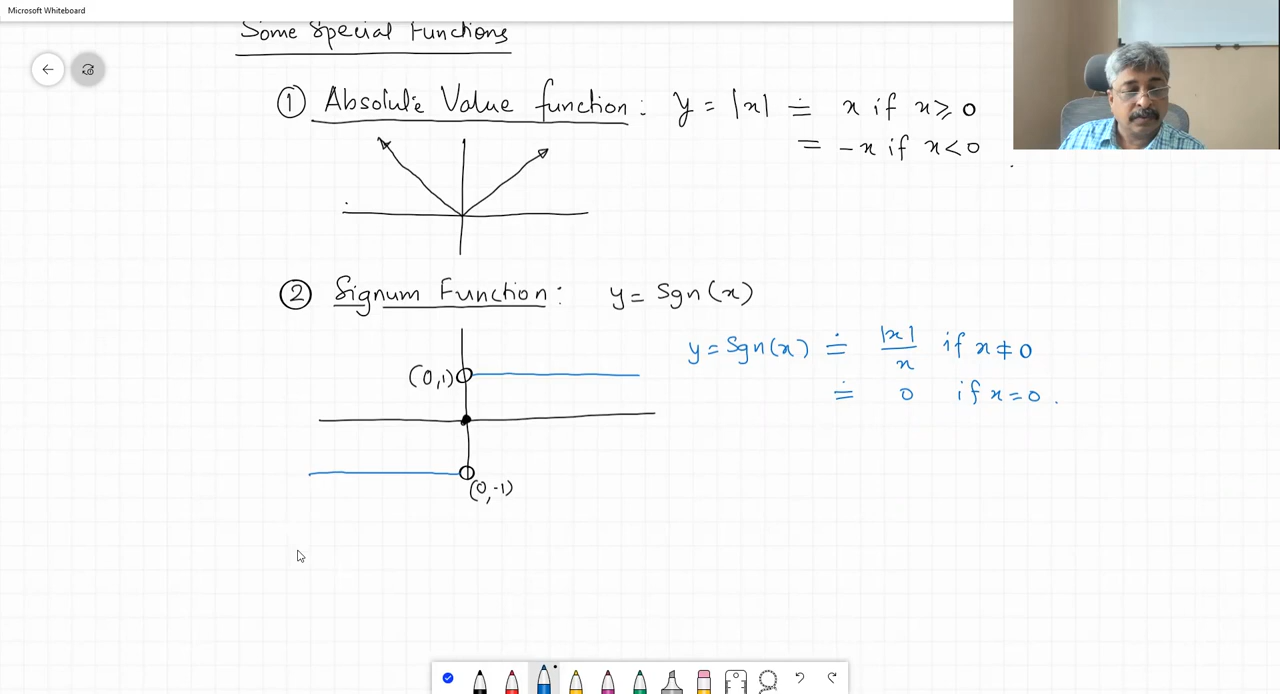 Microsoft Whiteboard
Some Special Functions
① Absolute Value function : y = |x| ≐ x if x ≥ 0
= -x if x < 0
② Signum Function : y = Sgn(x)
y = Sgn(x) ≐ |x|/x if x ≠ 0
≐ 0 if x = 0 .
(0,1)
(0,-1)